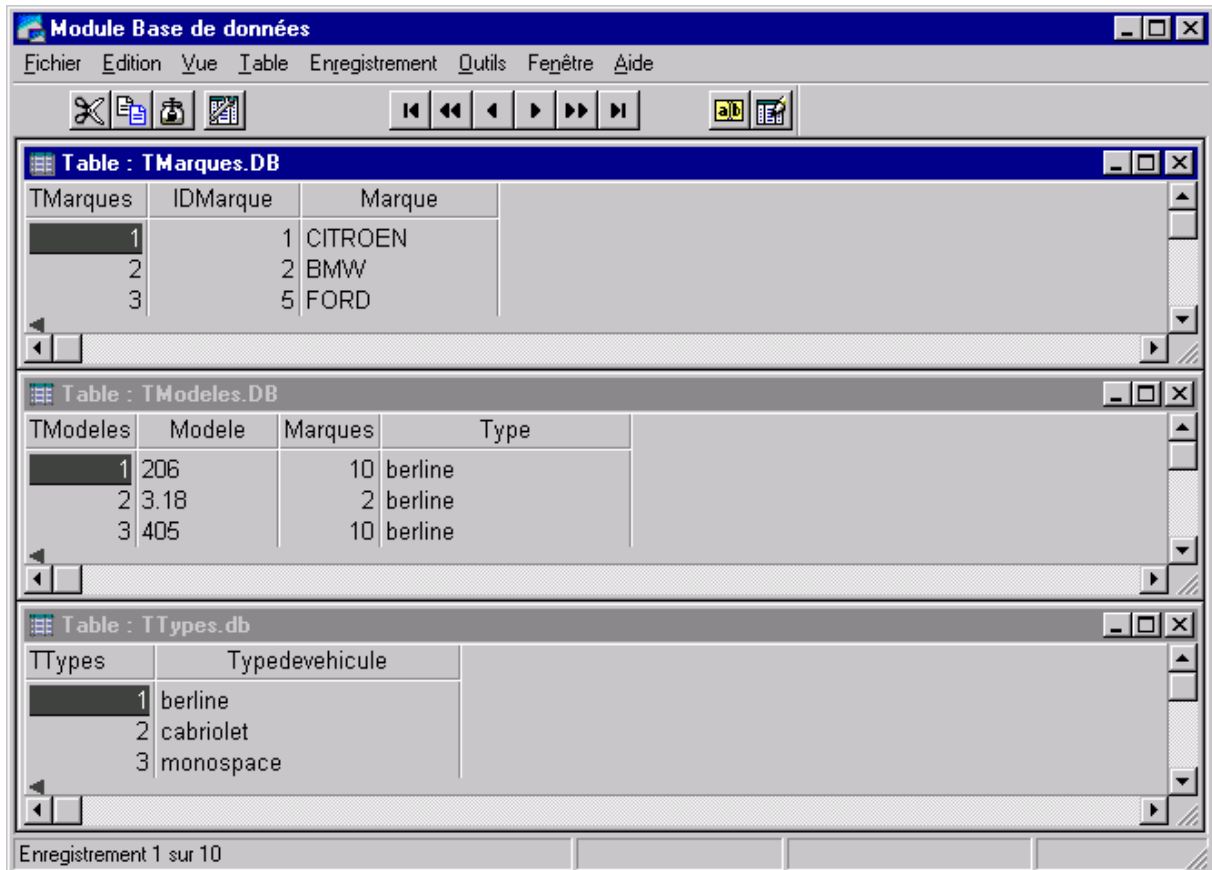 Module Base de données
Fichier Edition Vue Table Enregistrement Outils Fenêtre Aide
a b
Table : TMarques.DB
TMarques IDMarque Marque
1 1 CITROEN
2 2 BMW
3 5 FORD
Table : TModeles.DB
TModeles Modele Marques Type
1 206 10 berline
2 3.18 2 berline
3 405 10 berline
Table : TTypes.db
TTypes Typedevehicule
1 berline
2 cabriolet
3 monospace
Enregistrement 1 sur 10